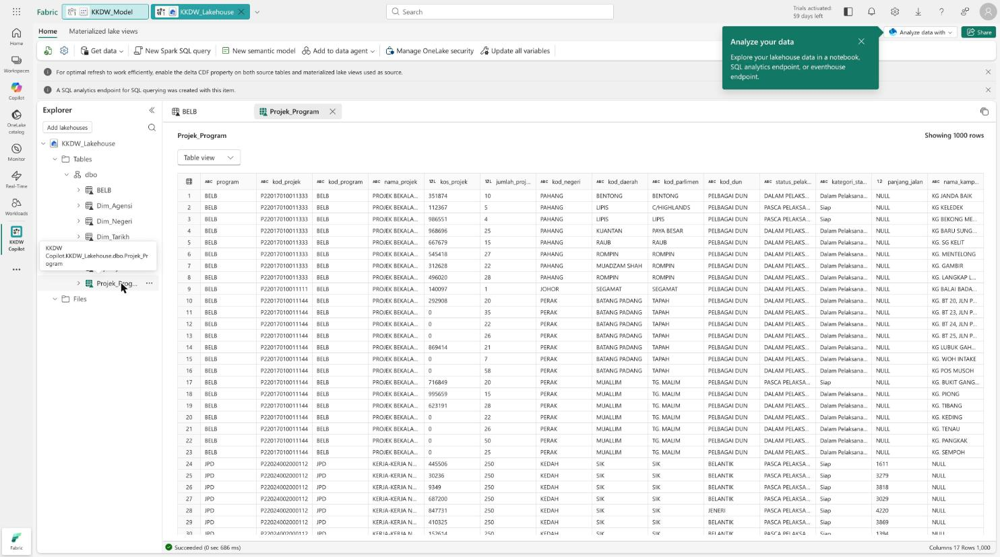 Fabric KKDW_Model KKDW_Lakehouse Search Trials activated: 59 days left
Home Materialized lake views Analyze data with Share
Get data New Spark SQL query New semantic model Add to data agent Manage OneLake security Update all variables
Analyze your data
Explore your lakehouse data in a notebook,
SQL analytics endpoint, or eventhouse
endpoint.
For optimal refresh to work efficiently, enable the delta CDF property on both source tables and materialized lake views used as source.
A SQL analytics endpoint for SQL querying was created with this item.
Home
Workspaces
Copilot
OneLake
catalog
Monitor
Real-Time
Workloads
KKDW
Copilot
Fabric
Explorer
Add lakehouses
KKDW_Lakehouse
Tables
dbo
BELB
Dim_Agensi
Dim_Negeri
Dim_Tarikh
KKDW
Copilot.KKDW_Lakehouse.dbo.Projek_Pr
ogram
Projek_Prog...
Files
BELB Projek_Program
Projek_Program Showing 1000 rows
Table view
ABC program ABC kod_projek ABC kod_program ABC nama_projek 12L kos_projek 12L jumlah_proj... ABC kod_negeri ABC kod_daerah ABC kod_parlimen ABC kod_dun ABC status_pelak... ABC kategori_sta... 12 panjang_jalan ABC nama_kamp...
1 BELB P22017010011333 BELB PROJEK BEKALA... 351874 10 PAHANG BENTONG BENTONG PELBAGAI DUN DALAM PELAKS... Dalam Pelaksana... NULL KG JANDA BAIK
2 BELB P22017010011333 BELB PROJEK BEKALA... 112367 5 PAHANG LIPIS C/HIGHLANDS PELBAGAI DUN PASCA PELAKSA... Siap NULL KG KELEDEK
3 BELB P22017010011333 BELB PROJEK BEKALA... 986551 4 PAHANG LIPIS LIPIS PELBAGAI DUN PASCA PELAKSA... Siap NULL KG BEKONG ME...
4 BELB P22017010011333 BELB PROJEK BEKALA... 968696 25 PAHANG KUANTAN PAYA BESAR PELBAGAI DUN DALAM PELAKS... Dalam Pelaksana... NULL KG BARU SUNG...
5 BELB P22017010011333 BELB PROJEK BEKALA... 667679 15 PAHANG RAUB RAUB PELBAGAI DUN DALAM PELAKS... Dalam Pelaksana... NULL KG. SG KELIT
6 BELB P22017010011333 BELB PROJEK BEKALA... 545418 27 PAHANG ROMPIN ROMPIN PELBAGAI DUN DALAM PELAKS... Dalam Pelaksana... NULL KG. MENTELONG
7 BELB P22017010011333 BELB PROJEK BEKALA... 312628 22 PAHANG MUADZAM SHAH ROMPIN PELBAGAI DUN DALAM PELAKS... Dalam Pelaksana... NULL KG. GAMBIR
8 BELB P22017010011333 BELB PROJEK BEKALA... 496020 28 PAHANG ROMPIN ROMPIN PELBAGAI DUN DALAM PELAKS... Dalam Pelaksana... NULL KG. LANGKAP L...
9 BELB P22017010011111 BELB PROJEK BEKALA... 140097 1 JOHOR SEGAMAT SEGAMAT PELBAGAI DUN DALAM PELAKS... Dalam Pelaksana... NULL KG BALAI BADA...
10 BELB P22017010011144 BELB PROJEK BEKALA... 292908 20 PERAK BATANG PADANG TAPAH PELBAGAI DUN DALAM PELAKS... Dalam Pelaksana... NULL KG. BT 20, JLN P...
11 BELB P22017010011144 BELB PROJEK BEKALA... 0 35 PERAK BATANG PADANG TAPAH PELBAGAI DUN DALAM PELAKS... Dalam Pelaksana... NULL KG. BT 23, JLN P...
12 BELB P22017010011144 BELB PROJEK BEKALA... 0 22 PERAK BATANG PADANG TAPAH PELBAGAI DUN DALAM PELAKS... Dalam Pelaksana... NULL KG. BT 24, JLN P...
13 BELB P22017010011144 BELB PROJEK BEKALA... 0 26 PERAK BATANG PADANG TAPAH PELBAGAI DUN DALAM PELAKS... Dalam Pelaksana... NULL KG. BT 25, JLN P...
14 BELB P22017010011144 BELB PROJEK BEKALA... 869414 21 PERAK BATANG PADANG TAPAH PELBAGAI DUN DALAM PELAKS... Dalam Pelaksana... NULL KG LUBUK GAH...
15 BELB P22017010011144 BELB PROJEK BEKALA... 0 7 PERAK BATANG PADANG TAPAH PELBAGAI DUN DALAM PELAKS... Dalam Pelaksana... NULL KG. WOH INTAKE
16 BELB P22017010011144 BELB PROJEK BEKALA... 0 58 PERAK BATANG PADANG TAPAH PELBAGAI DUN DALAM PELAKS... Dalam Pelaksana... NULL KG POS MUSOH
17 BELB P22017010011144 BELB PROJEK BEKALA... 716849 20 PERAK MUALLIM TG. MALIM PELBAGAI DUN PASCA PELAKSA... Siap NULL KG. BUKIT GANG...
18 BELB P22017010011144 BELB PROJEK BEKALA... 995659 15 PERAK MUALLIM TG. MALIM PELBAGAI DUN DALAM PELAKS... Dalam Pelaksana... NULL KG. PIONG
19 BELB P22017010011144 BELB PROJEK BEKALA... 623191 28 PERAK MUALLIM TG. MALIM PELBAGAI DUN DALAM PELAKS... Dalam Pelaksana... NULL KG. TIBANG
20 BELB P22017010011144 BELB PROJEK BEKALA... 0 22 PERAK MUALLIM TG. MALIM PELBAGAI DUN DALAM PELAKS... Dalam Pelaksana... NULL KG. KEDING
21 BELB P22017010011144 BELB PROJEK BEKALA... 0 26 PERAK MUALLIM TG. MALIM PELBAGAI DUN DALAM PELAKS... Dalam Pelaksana... NULL KG. TENAU
22 BELB P22017010011144 BELB PROJEK BEKALA... 0 50 PERAK MUALLIM TG. MALIM PELBAGAI DUN DALAM PELAKS... Dalam Pelaksana... NULL KG. PANGKAK
23 BELB P22017010011144 BELB PROJEK BEKALA... 0 25 PERAK MUALLIM TG. MALIM PELBAGAI DUN DALAM PELAKS... Dalam Pelaksana... NULL KG. SEMPOH
24 JPD P22024002000112 JPD KERJA-KERJA N... 445506 250 KEDAH SIK SIK BELANTIK PASCA PELAKSA... Siap 1611 NULL
25 JPD P22024002000112 JPD KERJA-KERJA N... 30236 250 KEDAH SIK SIK BELANTIK PASCA PELAKSA... Siap 3279 NULL
26 JPD P22024002000112 JPD KERJA-KERJA N... 9349 250 KEDAH SIK SIK BELANTIK PASCA PELAKSA... Siap 3818 NULL
27 JPD P22024002000112 JPD KERJA-KERJA N... 687200 250 KEDAH SIK SIK BELANTIK PASCA PELAKSA... Siap 3029 NULL
28 JPD P22024002000112 JPD KERJA-KERJA N... 847731 250 KEDAH SIK SIK JENERI PASCA PELAKSA... Siap 4220 NULL
29 JPD P22024002000112 JPD KERJA-KERJA N... 410325 250 KEDAH SIK SIK BELANTIK PASCA PELAKSA... Siap 3869 NULL
30 JPD P22024002000112 JPD KERJA-KERJA N... 152614 250 KEDAH SIK SIK BELANTIK PASCA PELAKSA... Siap 1394 NULL
Succeeded (0 sec 686 ms) Columns 17 Rows 1,000